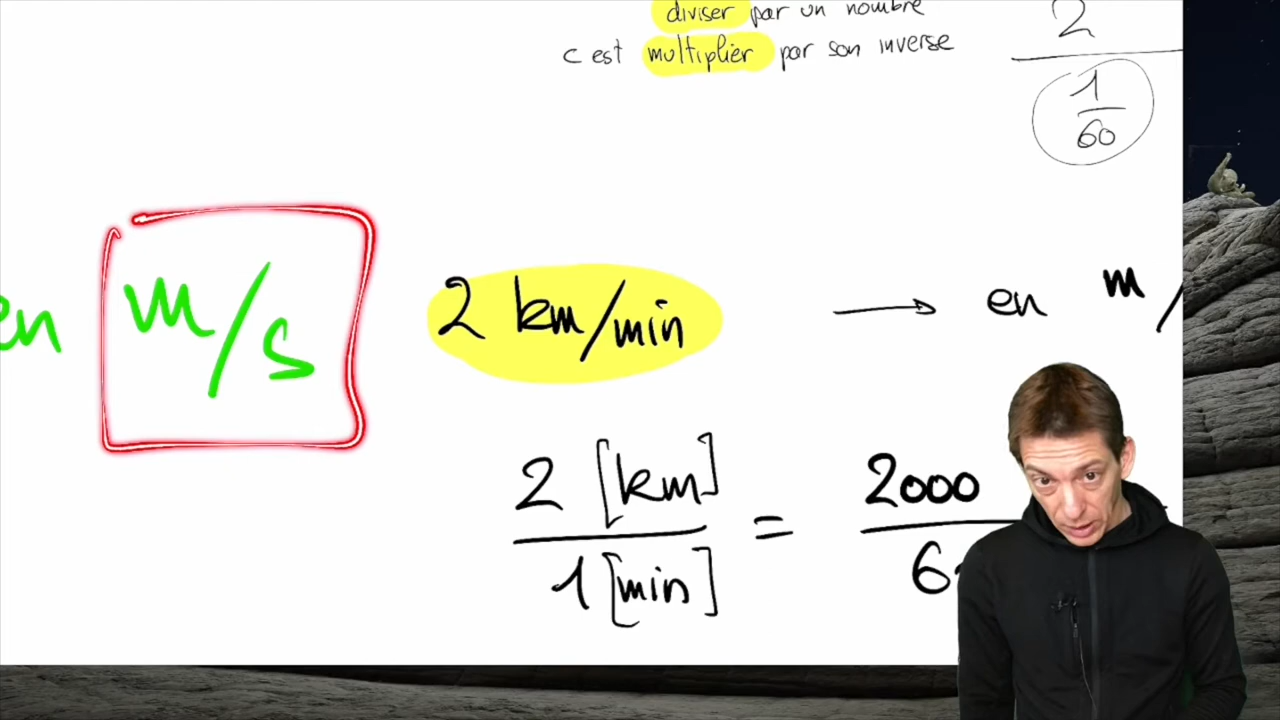 diviser par un nombre
c est multiplier par son inverse
2
1
60
en m/s
2 km/min → en m/
2 [km]
1 [min]
=
2000
6